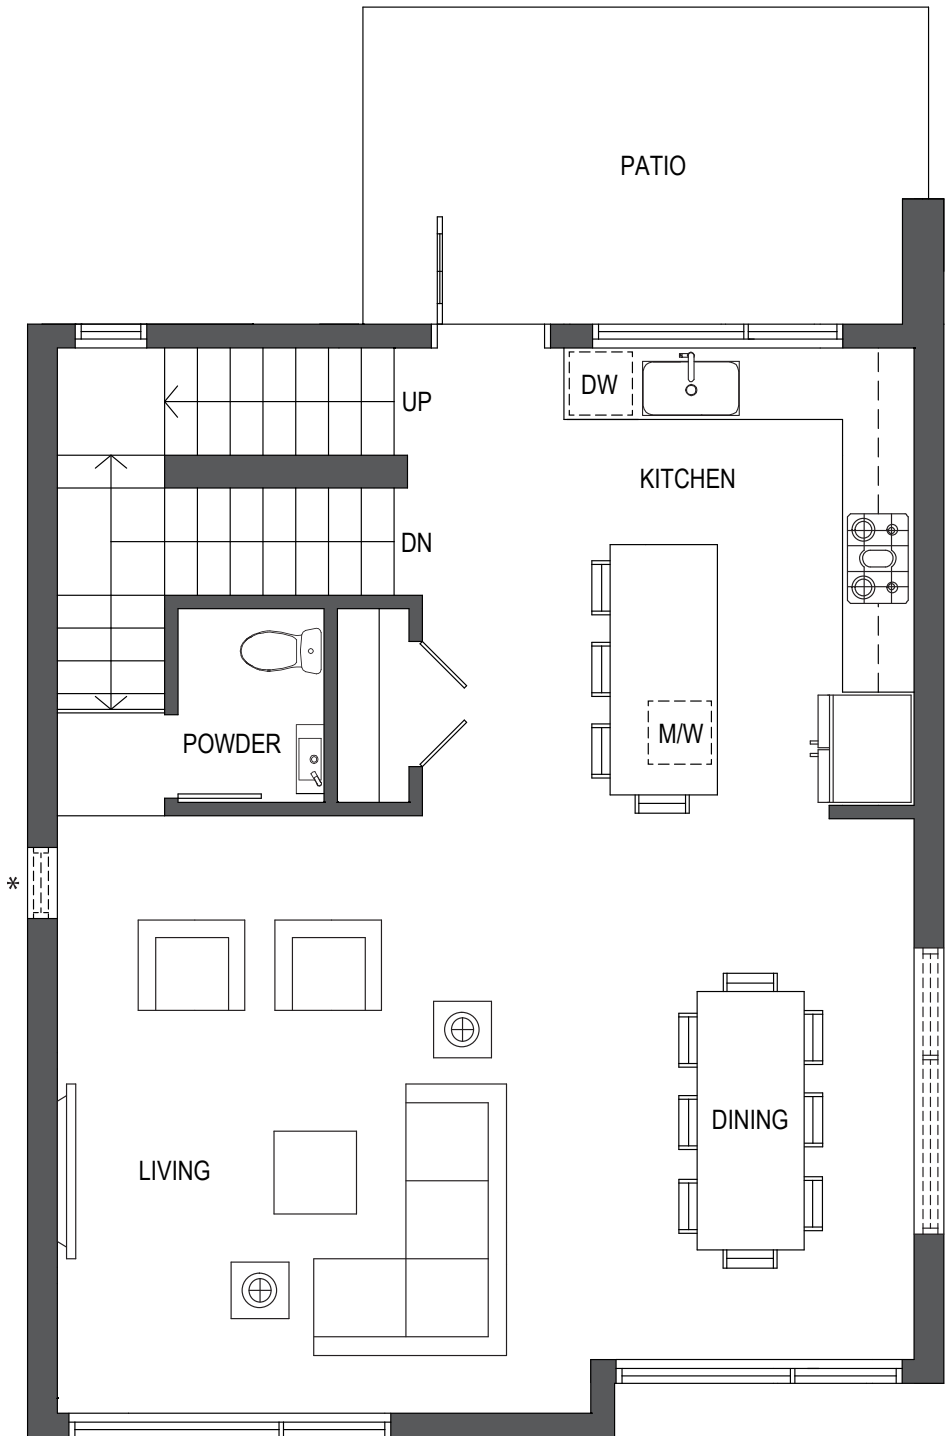 PATIO
UP
DW
KITCHEN
DN
M/W
POWDER
*
DINING
LIVING